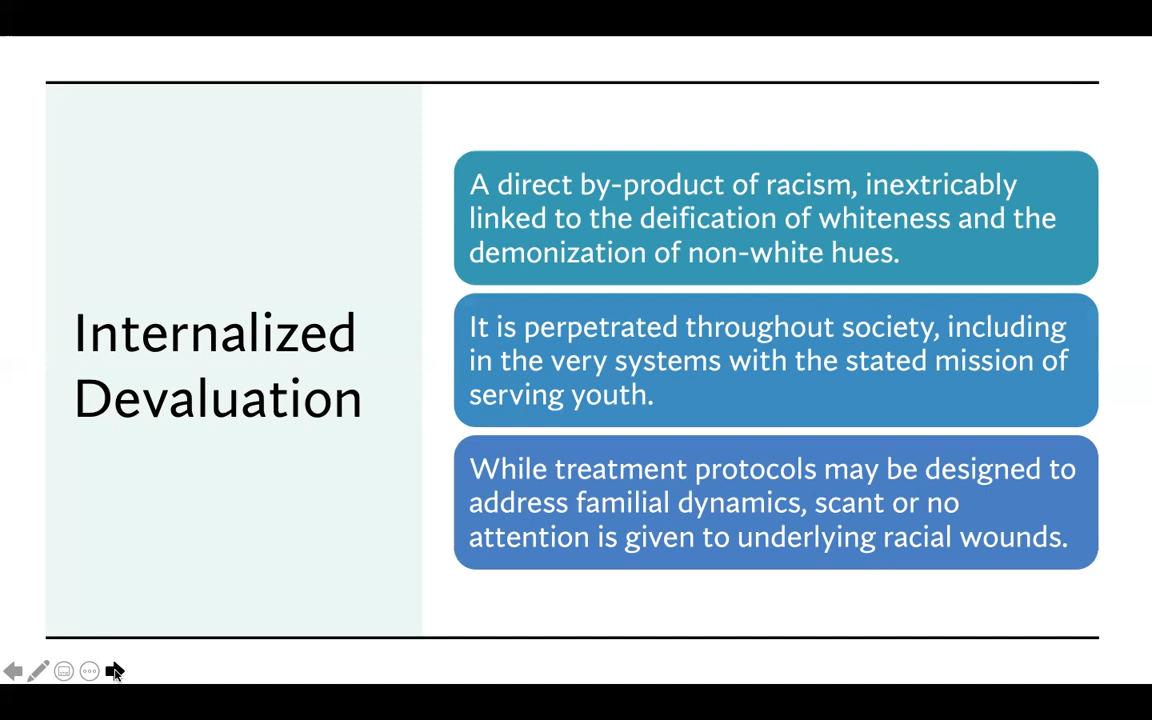 Internalized
Devaluation
A direct by-product of racism, inextricably
linked to the deification of whiteness and the
demonization of non-white hues.
It is perpetrated throughout society, including
in the very systems with the stated mission of
serving youth.
While treatment protocols may be designed to
address familial dynamics, scant or no
attention is given to underlying racial wounds.